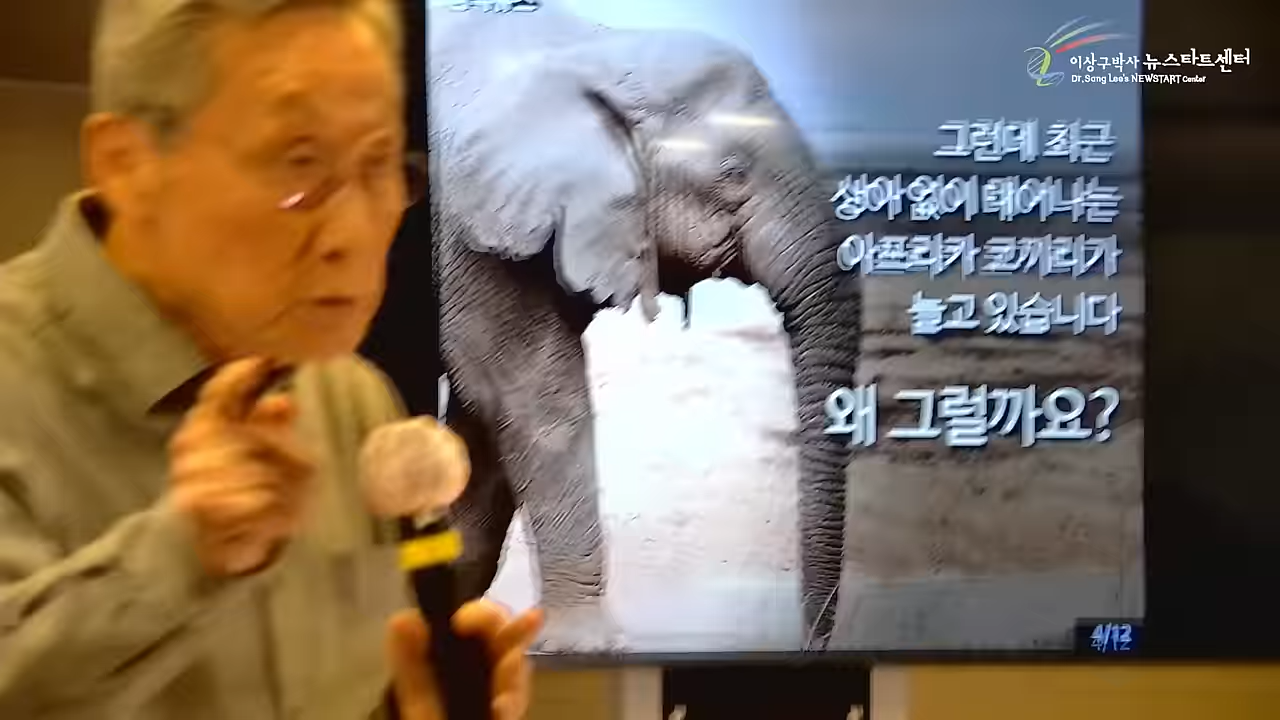 이상구박사 뉴스타트센터
Dr. Sang Lee's NEWSTART Center
그런데 최근
상아 없이 태어나는
아프리카 코끼리가
늘고 있습니다
왜 그럴까요?
4/12